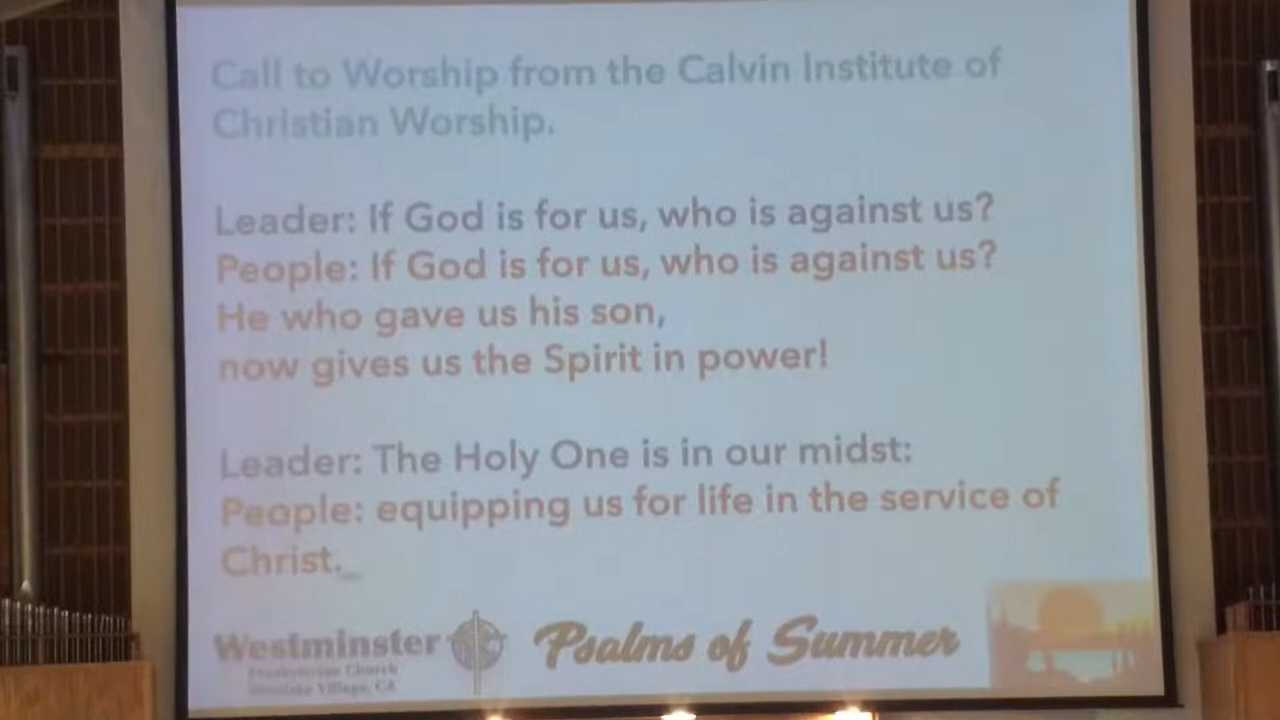 Call to Worship from the Calvin Institute of
Christian Worship.
Leader: If God is for us, who is against us?
People: If God is for us, who is against us?
He who gave us his son,
now gives us the Spirit in power!
Leader: The Holy One is in our midst:
People: equipping us for life in the service of
Christ._
Westminster
Presbyterian Church
Westlake Village, CA
Psalms of Summer